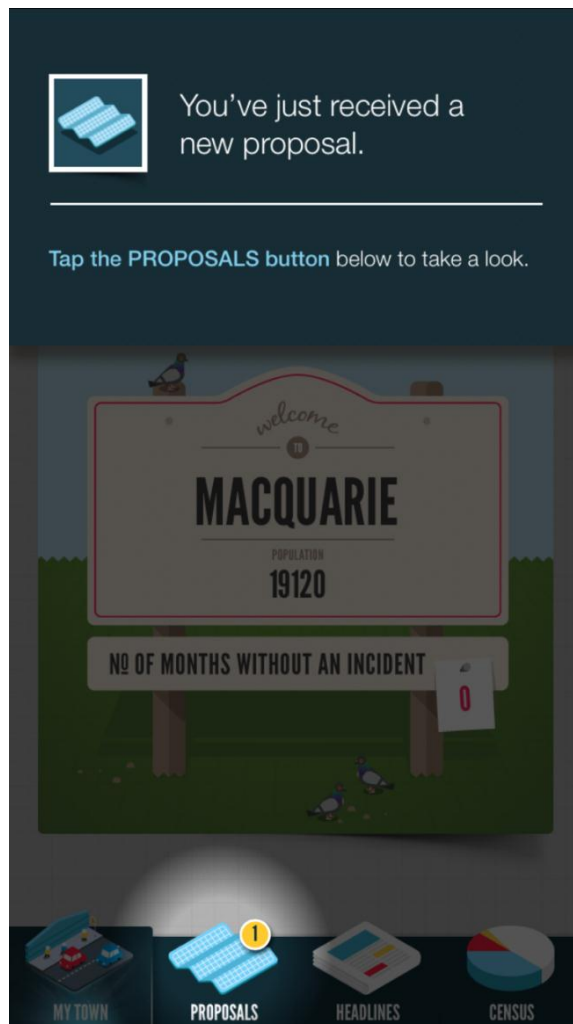 You’ve just received a
new proposal.
Tap the PROPOSALS button below to take a look.
welcome
TO
MACQUARIE
POPULATION
19120
Nº OF MONTHS WITHOUT AN INCIDENT
0
1
MY TOWN
PROPOSALS
HEADLINES
CENSUS